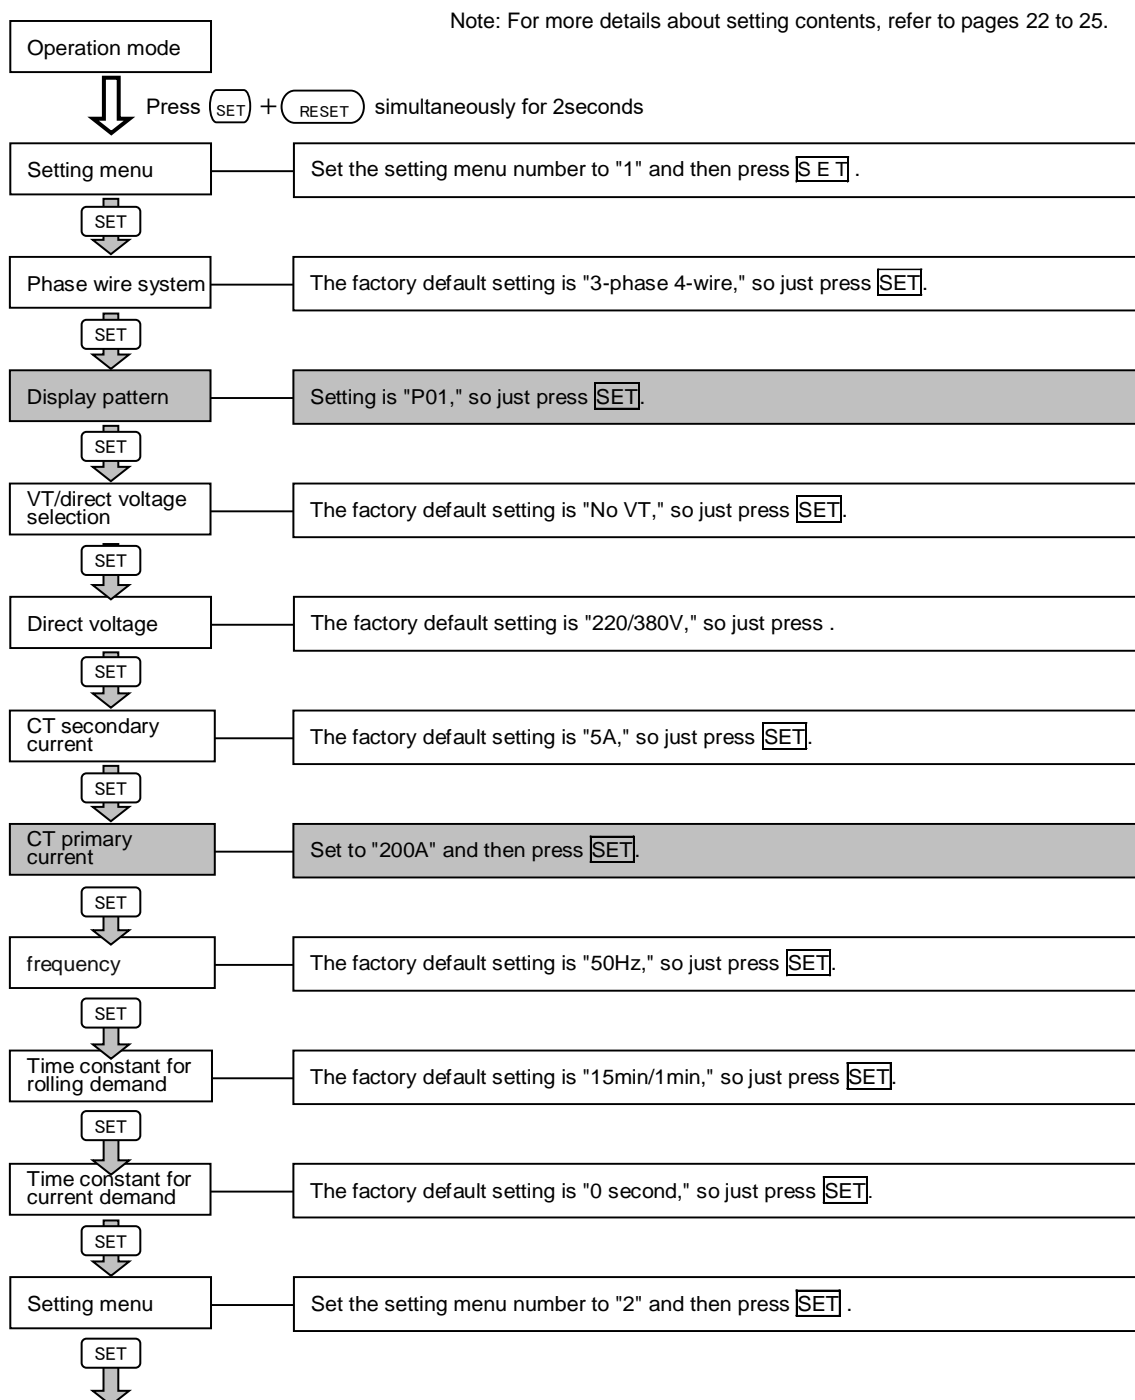 Note: For more details about setting contents, refer to pages 22 to 25.
Operation mode
Press SET + RESET simultaneously for 2seconds
Setting menu
Set the setting menu number to "1" and then press S E T .
SET
Phase wire system
The factory default setting is "3-phase 4-wire," so just press SET.
SET
Display pattern
Setting is "P01," so just press SET.
SET
VT/direct voltage
selection
The factory default setting is "No VT," so just press SET.
SET
Direct voltage
The factory default setting is "220/380V," so just press .
SET
CT secondary
current
The factory default setting is "5A," so just press SET.
SET
CT primary
current
Set to "200A" and then press SET.
SET
frequency
The factory default setting is "50Hz," so just press SET.
SET
Time constant for
rolling demand
The factory default setting is "15min/1min," so just press SET.
SET
Time constant for
current demand
The factory default setting is "0 second," so just press SET.
SET
Setting menu
Set the setting menu number to "2" and then press SET .
SET